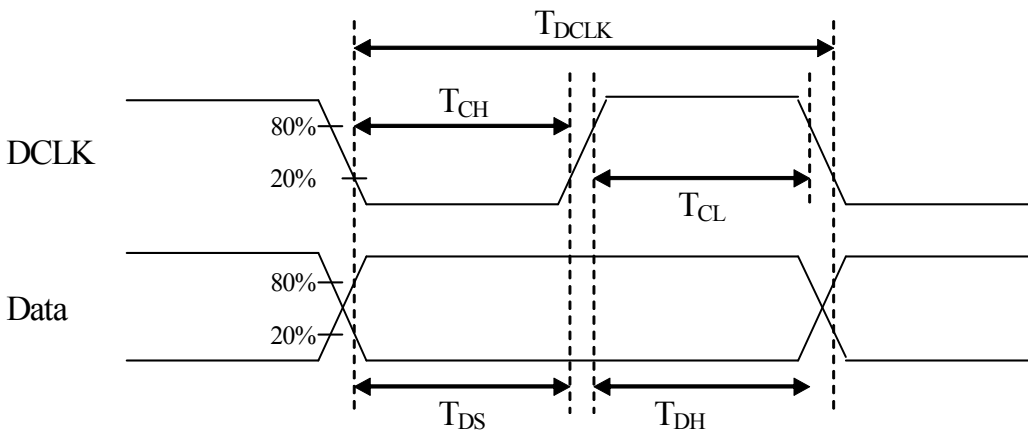 T_DCLK
T_CH
80%
DCLK
20%
T_CL
80%
Data
20%
T_DS T_DH